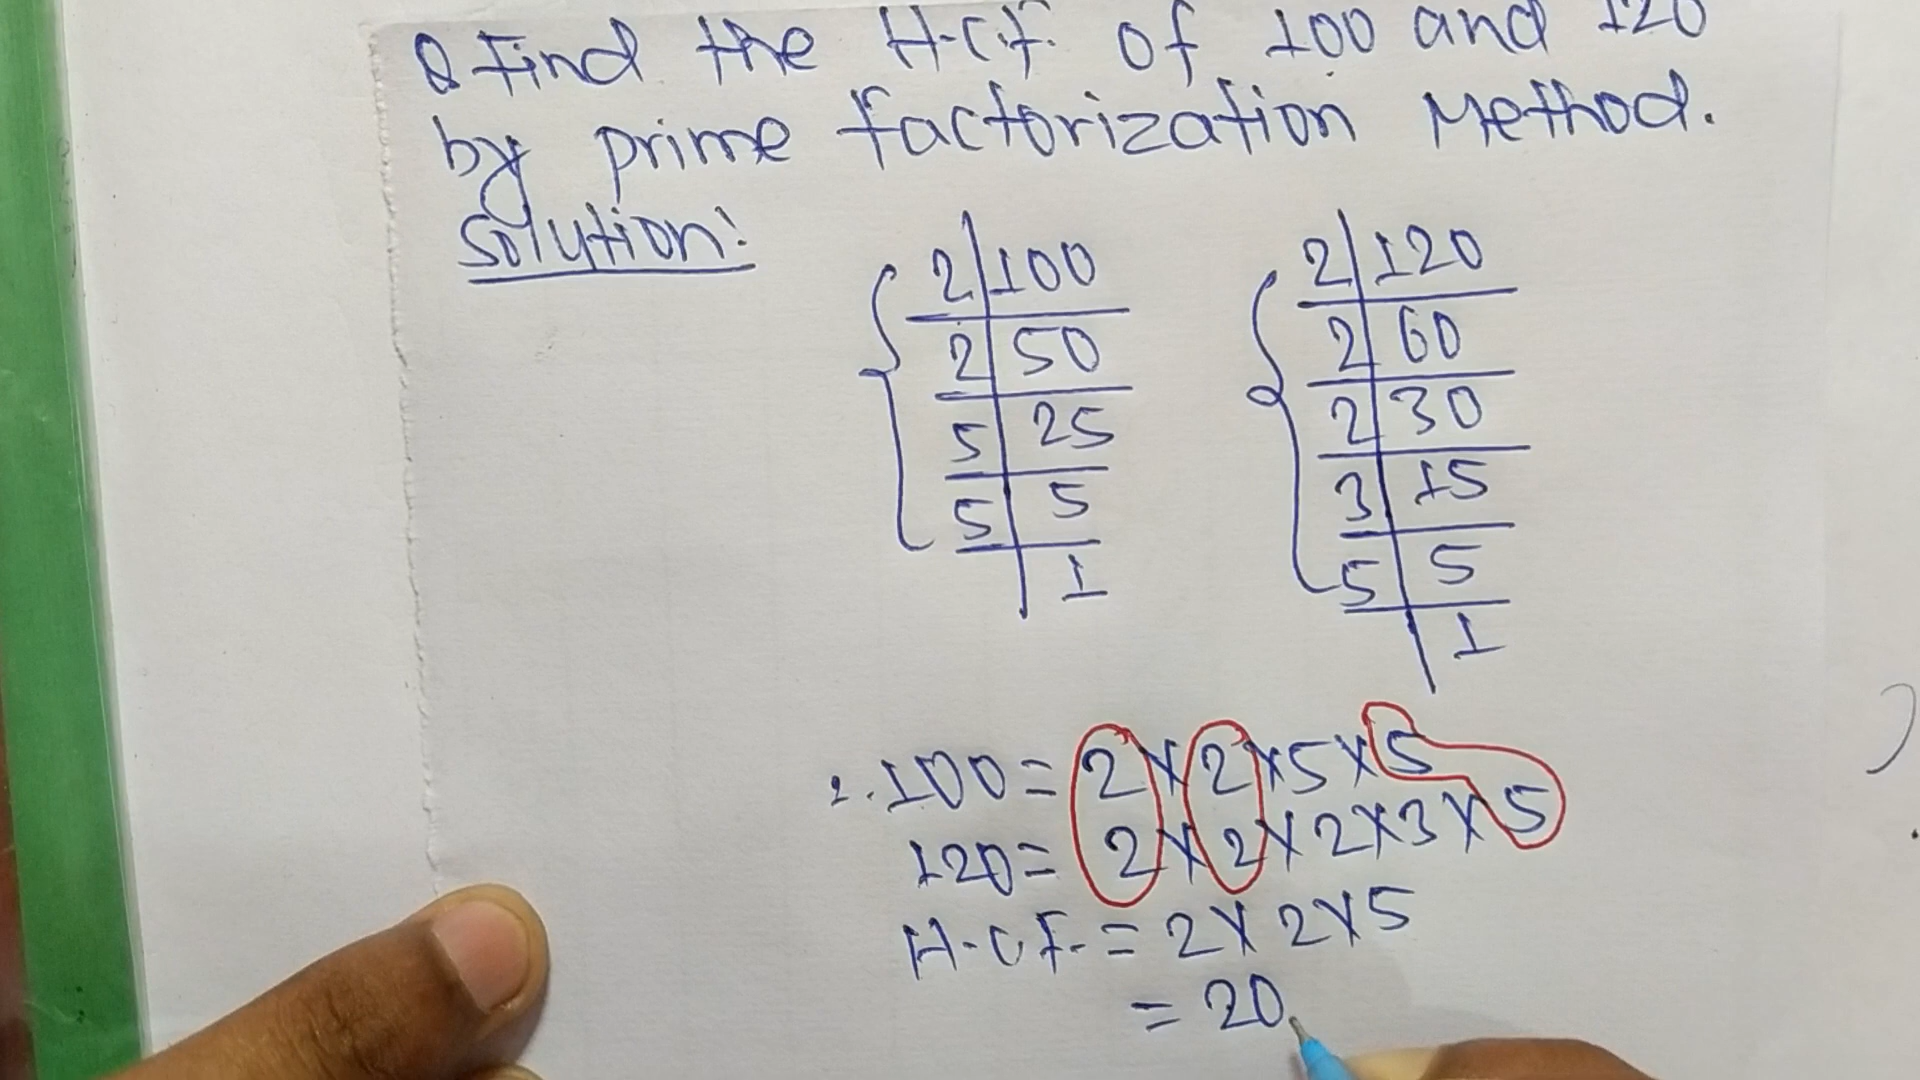 Q Find the H.C.F. of 100 and 120
by prime factorization Method.
Solution:
2 | 100
2 | 50
5 | 25
5 | 5
1
2 | 120
2 | 60
2 | 30
3 | 15
5 | 5
1
100 = 2 × 2 × 5 × 5
120 = 2 × 2 × 2 × 3 × 5
H.C.F. = 2 × 2 × 5
= 20